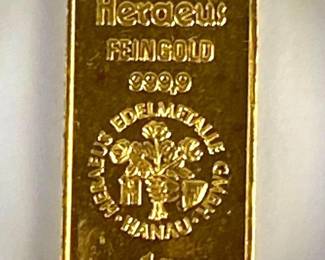 Heraeus
FEINGOLD
999,9
HERAEUS EDELMETALLE GMBH
· HANAU ·